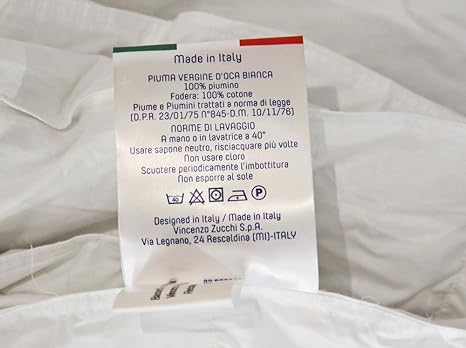 Made in Italy
PIUMA VERGINE D'OCA BIANCA
100% piumino
Fodera: 100% cotone
Piume e Piumini trattati a norma di legge
(D.P.R. 23/01/75 N°845-D.M. 10/11/76)
NORME DI LAVAGGIO
A mano o in lavatrice a 40°
Usare sapone neutro, risciacquare più volte
Non usare cloro
Scuotere periodicamente l'imbottitura
Non esporre al sole
40 P
Designed in Italy / Made in Italy
Vincenzo Zucchi S.p.A.
Via Legnano, 24 Rescaldina (MI)-ITALY